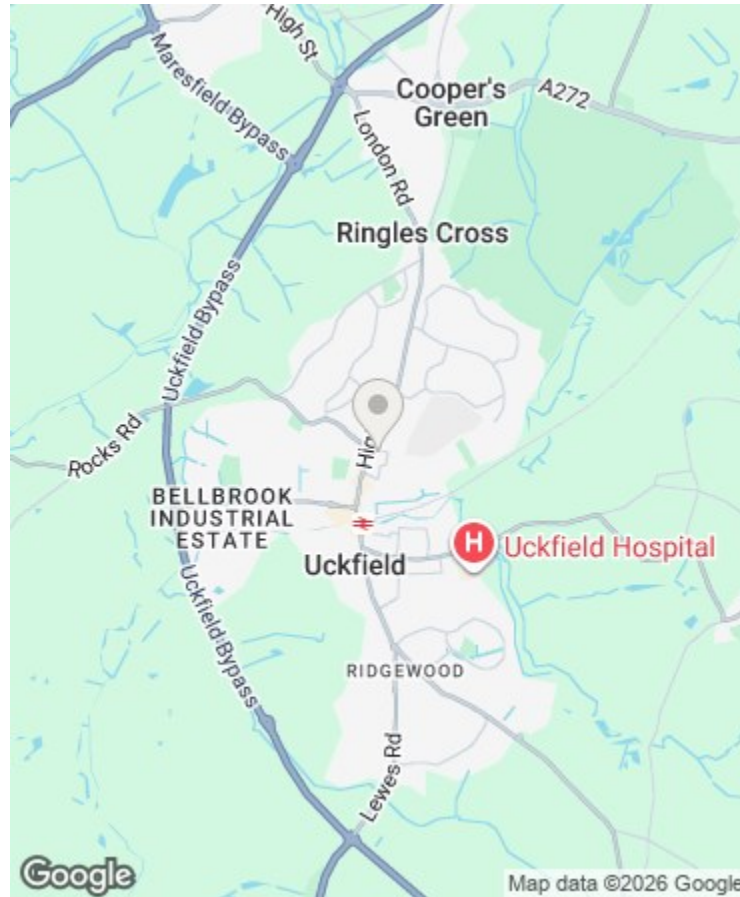 High St
Maresfield Bypass
Cooper's
Green
A272
London Rd
Ringles Cross
Uckfield Bypass
Rocks Rd
Hig
BELLBROOK
INDUSTRIAL
ESTATE
H
Uckfield Hospital
Uckfield
Uckfield Bypass
RIDGEWOOD
Lewes Rd
Google
Map data ©2026 Google